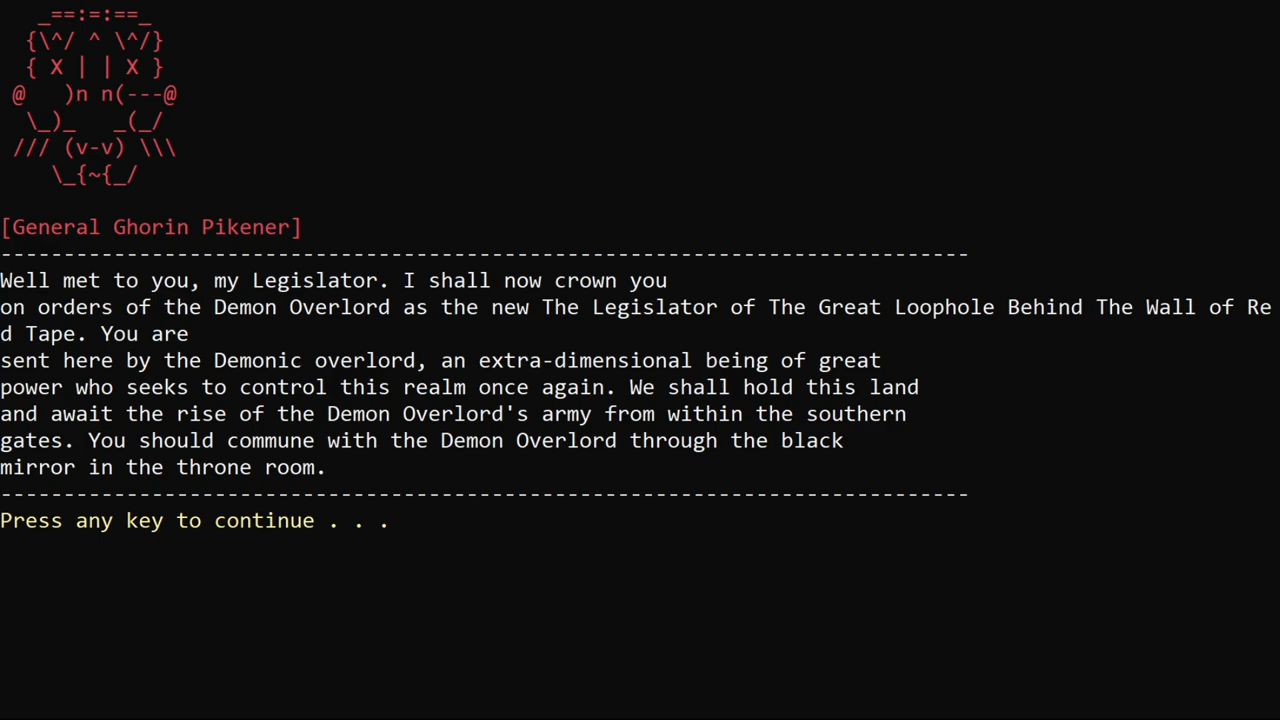 _==:=:==_
{\^/ ^ \^/}
{ X | | X }
@   )n n(---@
\_)_   _(_/
/// (v-v) \\\
\_{~{_/
[General Ghorin Pikener]
-----------------------------------------------------------------------------
Well met to you, my Legislator. I shall now crown you
on orders of the Demon Overlord as the new The Legislator of The Great Loophole Behind The Wall of Re
d Tape. You are
sent here by the Demonic overlord, an extra-dimensional being of great
power who seeks to control this realm once again. We shall hold this land
and await the rise of the Demon Overlord's army from within the southern
gates. You should commune with the Demon Overlord through the black
mirror in the throne room.
-----------------------------------------------------------------------------
Press any key to continue . . .